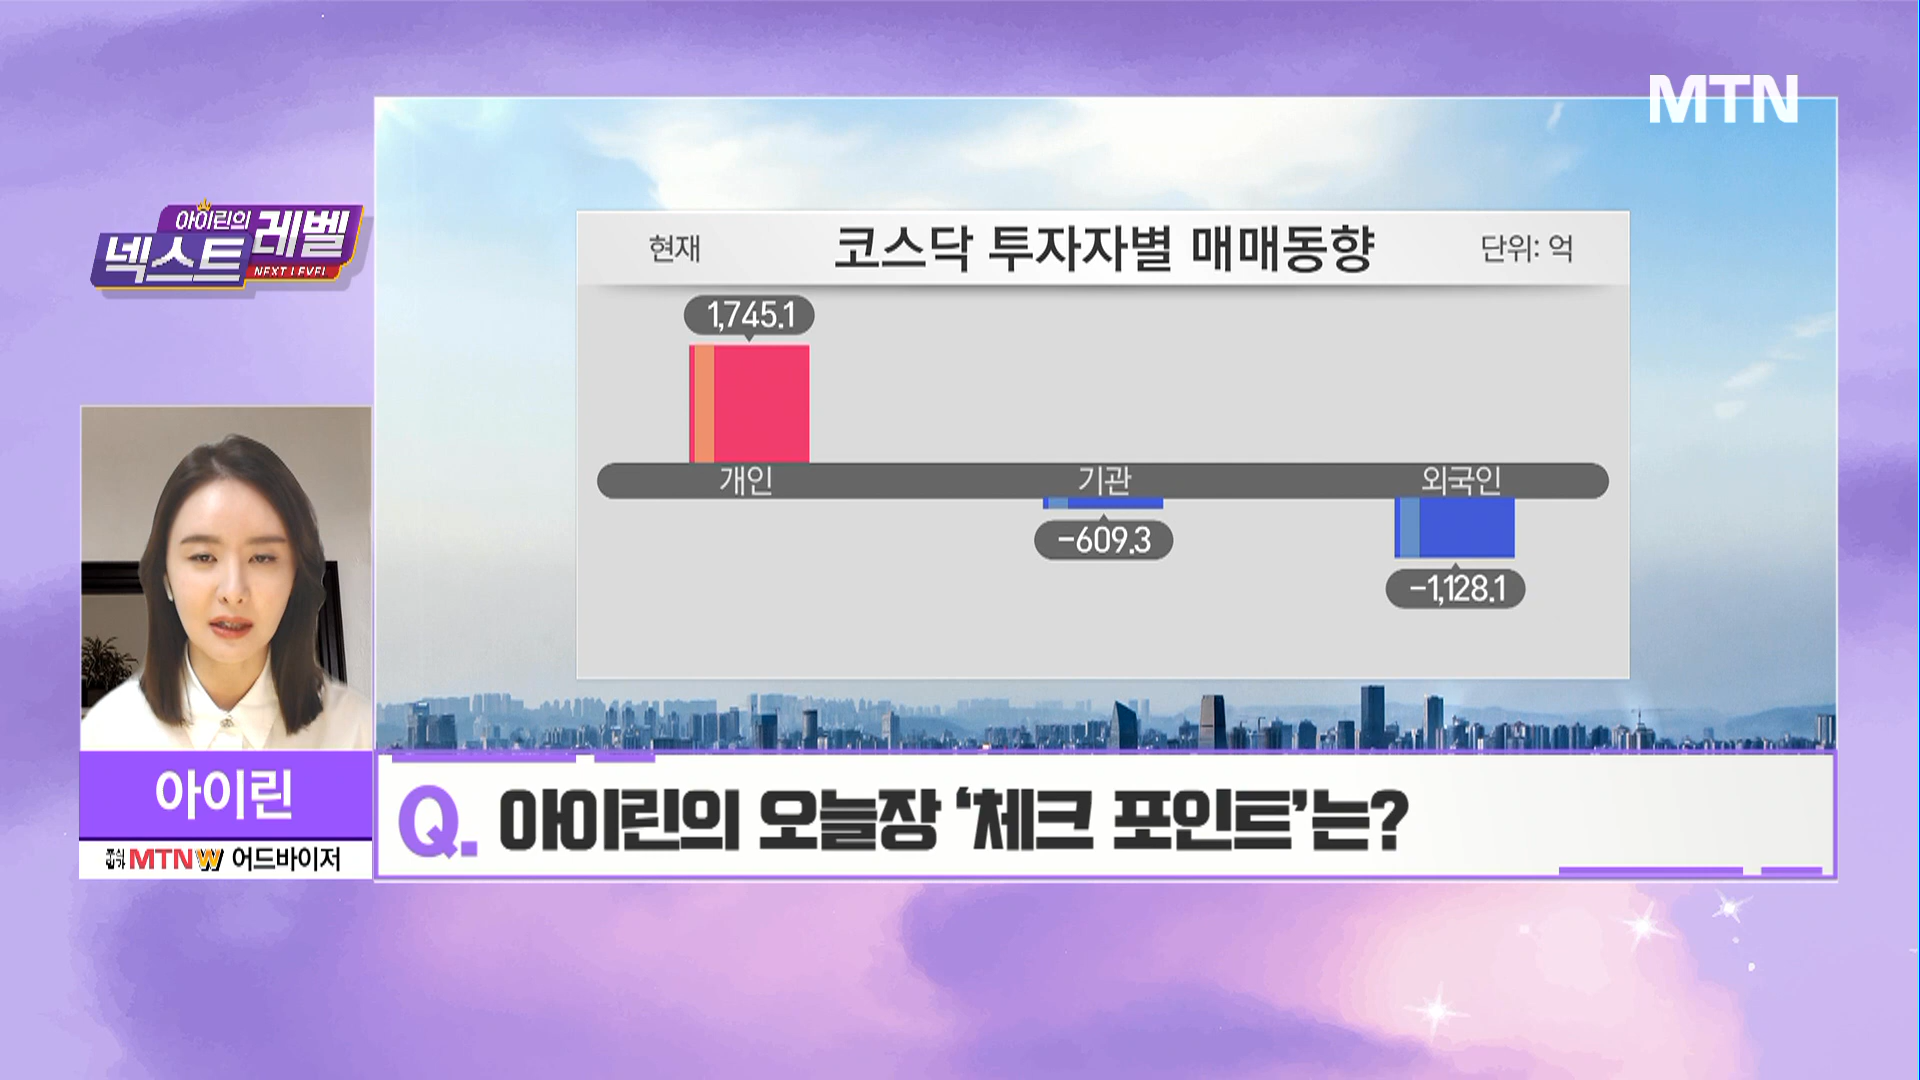 MTN
아이린의
넥스트 레벨
NEXT LEVEL
현재 코스닥 투자자별 매매동향 단위: 억
1,745.1
개인 기관 외국인
-609.3
-1,128.1
아이린
MTNW 어드바이저
Q. 아이린의 오늘장 ‘체크 포인트’는?